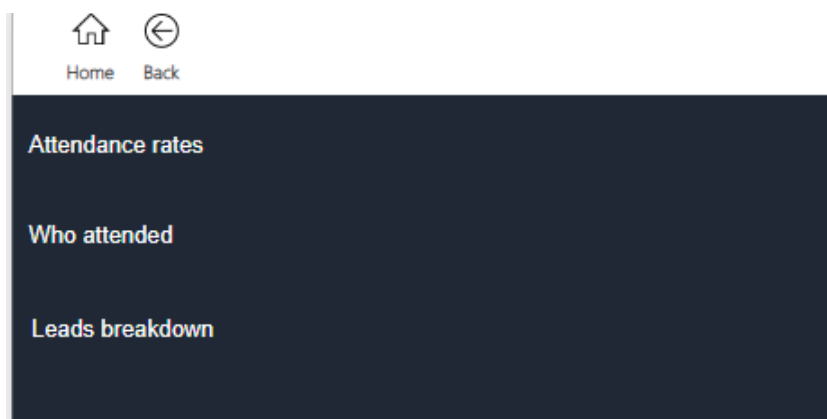 Home Back
Attendance rates
Who attended
Leads breakdown